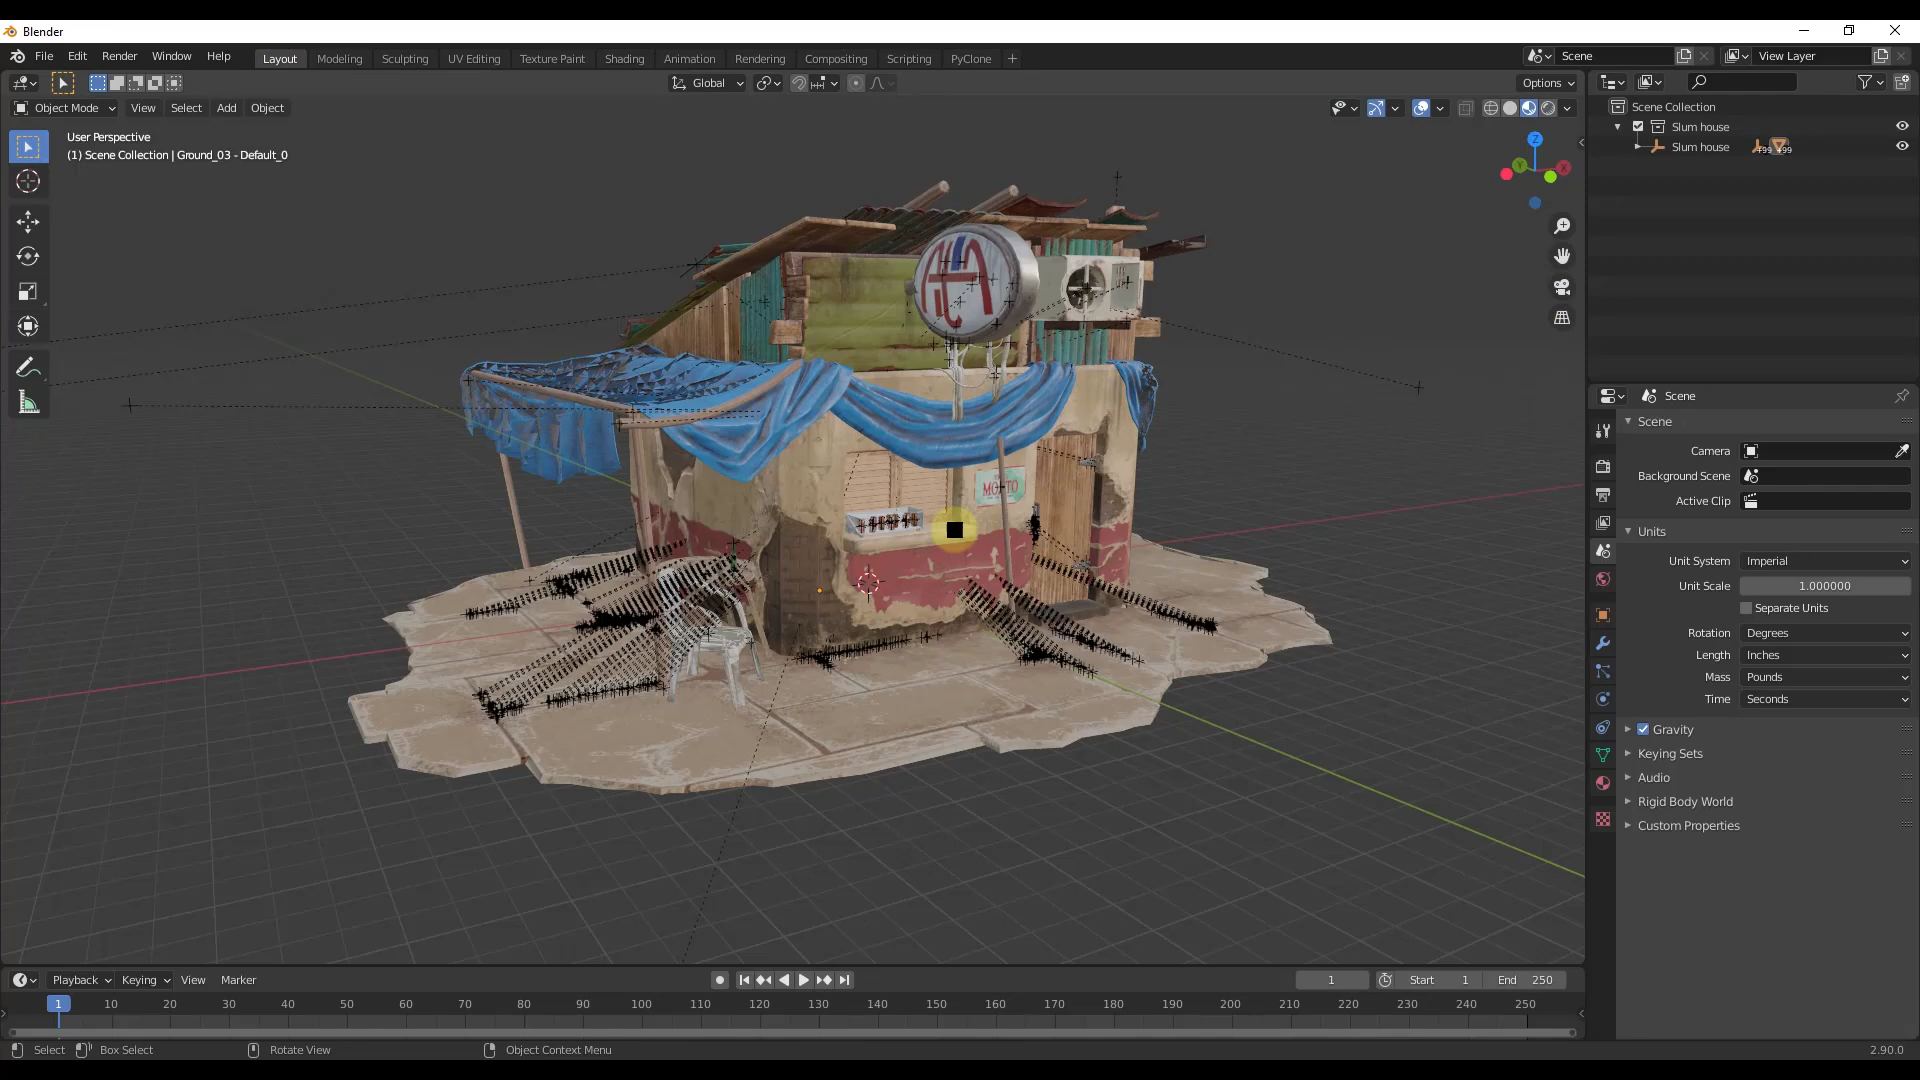 Blender
File Edit Render Window Help
Layout Modeling Sculpting UV Editing Texture Paint Shading Animation Rendering Compositing Scripting PyClone +
Scene
View Layer
Global
Options
Object Mode View Select Add Object
User Perspective
(1) Scene Collection | Ground_03 - Default_0
Z
Y
X
Scene Collection
Slum house
Slum house
Scene
Scene
Camera
Background Scene
Active Clip
Units
Unit System Imperial
Unit Scale 1.000000
Separate Units
Rotation Degrees
Length Inches
Mass Pounds
Time Seconds
Gravity
Keying Sets
Audio
Rigid Body World
Custom Properties
Playback Keying View Marker
1
Start 1 End 250
1 10 20 30 40 50 60 70 80 90 100 110 120 130 140 150 160 170 180 190 200 210 220 230 240 250
Select Box Select Rotate View Object Context Menu
2.90.0